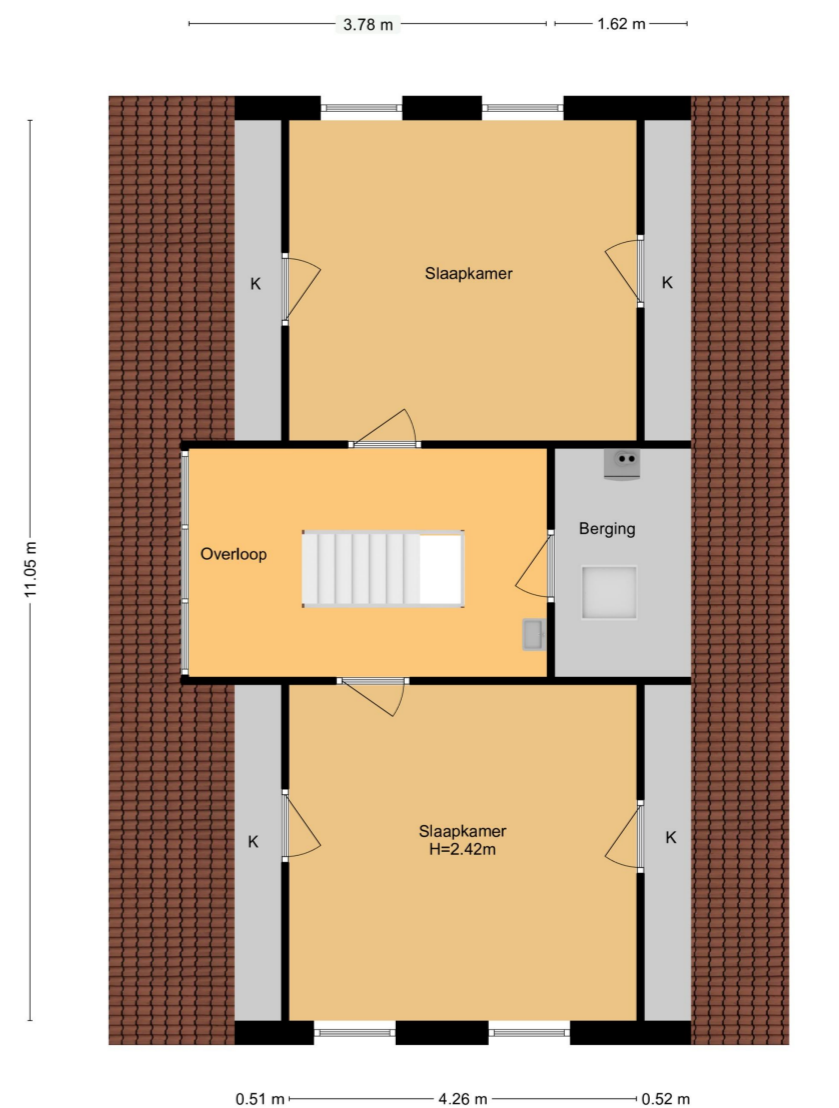 3.78 m
1.62 m
Slaapkamer
K
K
Overloop
Berging
11.05 m
Slaapkamer
H=2.42m
K
K
0.51 m
4.26 m
0.52 m